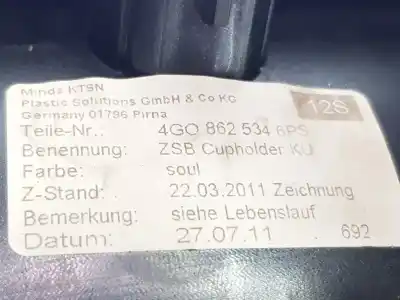 Minda KTSN
Plastic Solutions GmbH & Co KG
Germany 01796 Pirna
12S
Teile-Nr.: 4G0 862 534 6PS
Benennung: ZSB Cupholder KU
Farbe: soul
Z-Stand: 22.03.2011 Zeichnung
Bemerkung: siehe Lebenslauf
Datum: 27.07.11 . 692